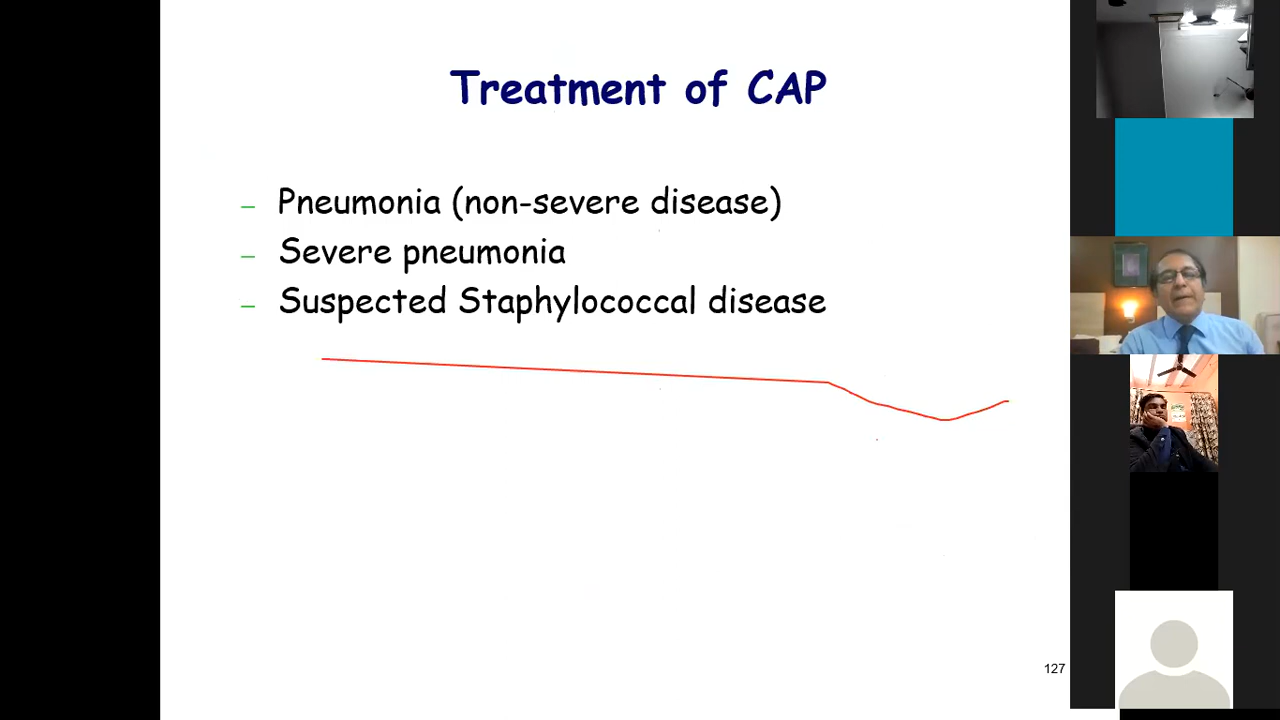 Treatment of CAP
– Pneumonia (non-severe disease)
– Severe pneumonia
– Suspected Staphylococcal disease
127